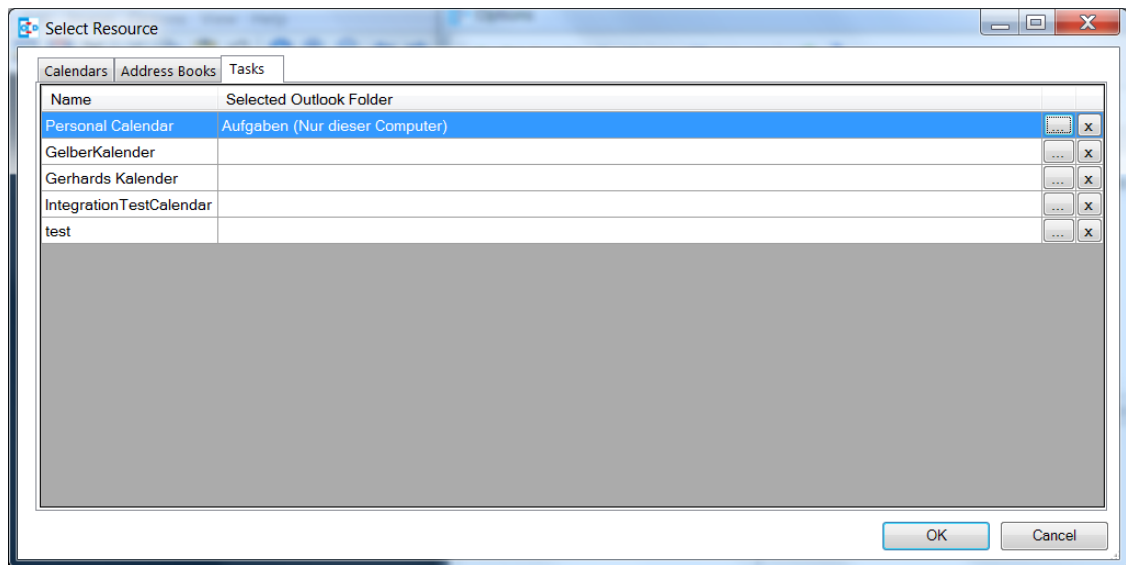 Select Resource
Calendars Address Books Tasks
Name Selected Outlook Folder
Personal Calendar Aufgaben (Nur dieser Computer) ... x
GelberKalender ... x
Gerhards Kalender ... x
IntegrationTestCalendar ... x
test ... x
OK Cancel